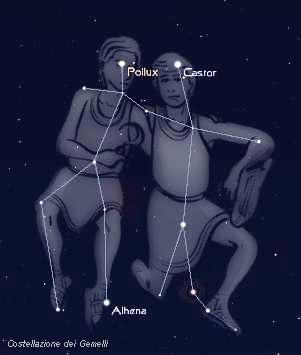 Pollux
Castor
Alhena
Costellazione dei Gemelli